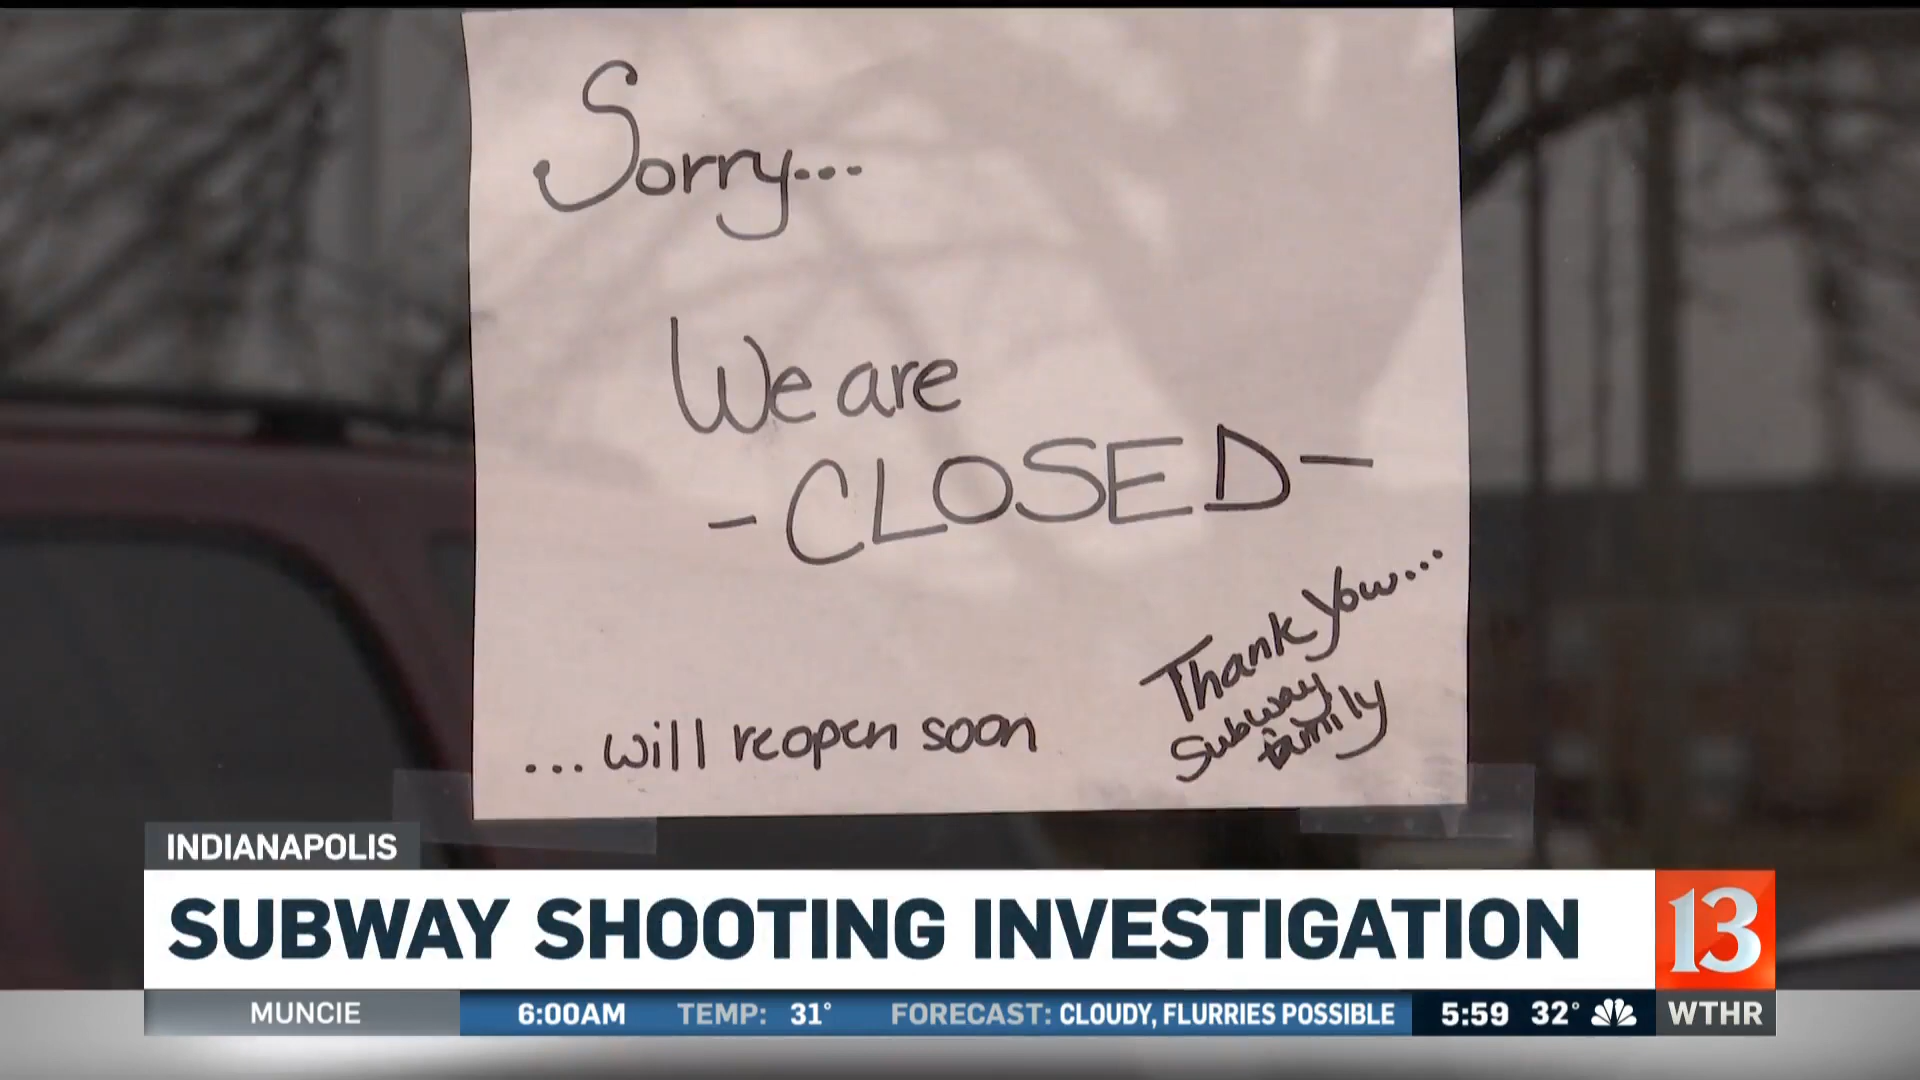 Sorry...
We are
- CLOSED -
Thank You...
Subway
family
... will reopen soon
INDIANAPOLIS
SUBWAY SHOOTING INVESTIGATION
13
MUNCIE 6:00AM TEMP: 31° FORECAST: CLOUDY, FLURRIES POSSIBLE 5:59 32° WTHR